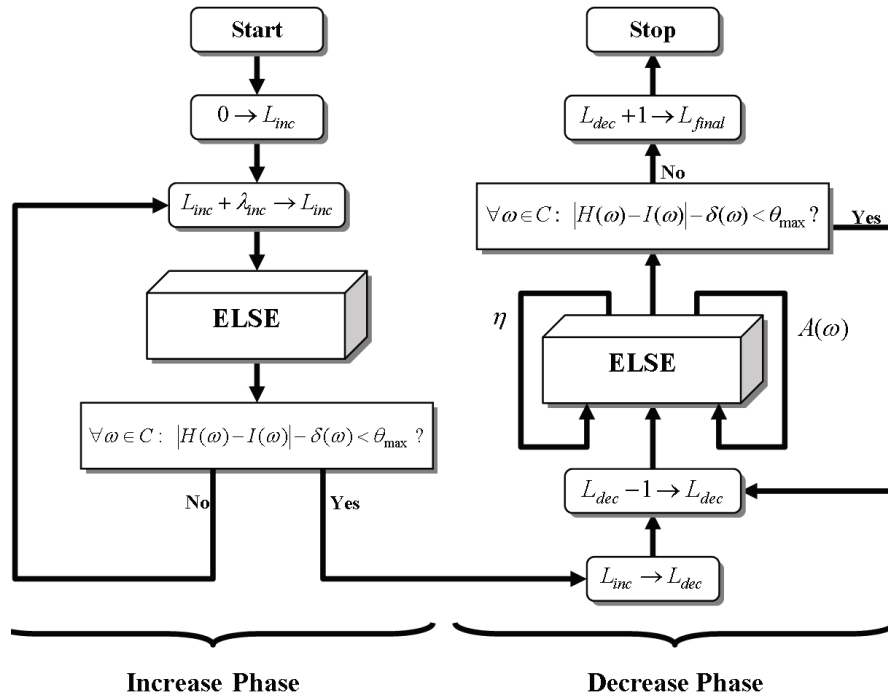 Start
0 → L_inc
L_inc + λ_inc → L_inc
ELSE
∀ω∈C: |H(ω)−I(ω)|−δ(ω)<θ_max ?
No
Yes
Increase Phase
Stop
L_dec +1 → L_final
No
∀ω∈C: |H(ω)−I(ω)|−δ(ω)<θ_max ?
Yes
η
ELSE
A(ω)
L_dec −1 → L_dec
L_inc → L_dec
Decrease Phase